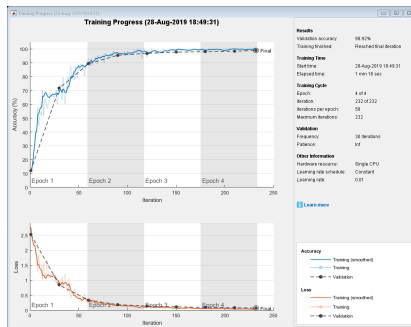 Training Progress (28-Aug-2019 18:49:31)
Training Progress (28-Aug-2019 18:49:31)
Accuracy (%)
100
90
80
70
60
50
40
30
20
10
0
Final
Epoch 1
Epoch 2
Epoch 3
Epoch 4
0
50
100
150
200
250
Iteration
Loss
2.5
2
1.5
1
0.5
0
Final
Epoch 1
Epoch 2
Epoch 3
Epoch 4
0
50
100
150
200
250
Iteration
Results
Validation accuracy: 98.92%
Training finished: Reached final iteration
Training Time
Start time: 28-Aug-2019 18:49:31
Elapsed time: 1 min 16 sec
Training Cycle
Epoch: 4 of 4
Iteration: 232 of 232
Iterations per epoch: 58
Maximum iterations: 232
Validation
Frequency: 30 iterations
Patience: Inf
Other Information
Hardware resource: Single CPU
Learning rate schedule: Constant
Learning rate: 0.01
Learn more
Accuracy
Training (smoothed)
Training
Validation
Loss
Training (smoothed)
Training
Validation